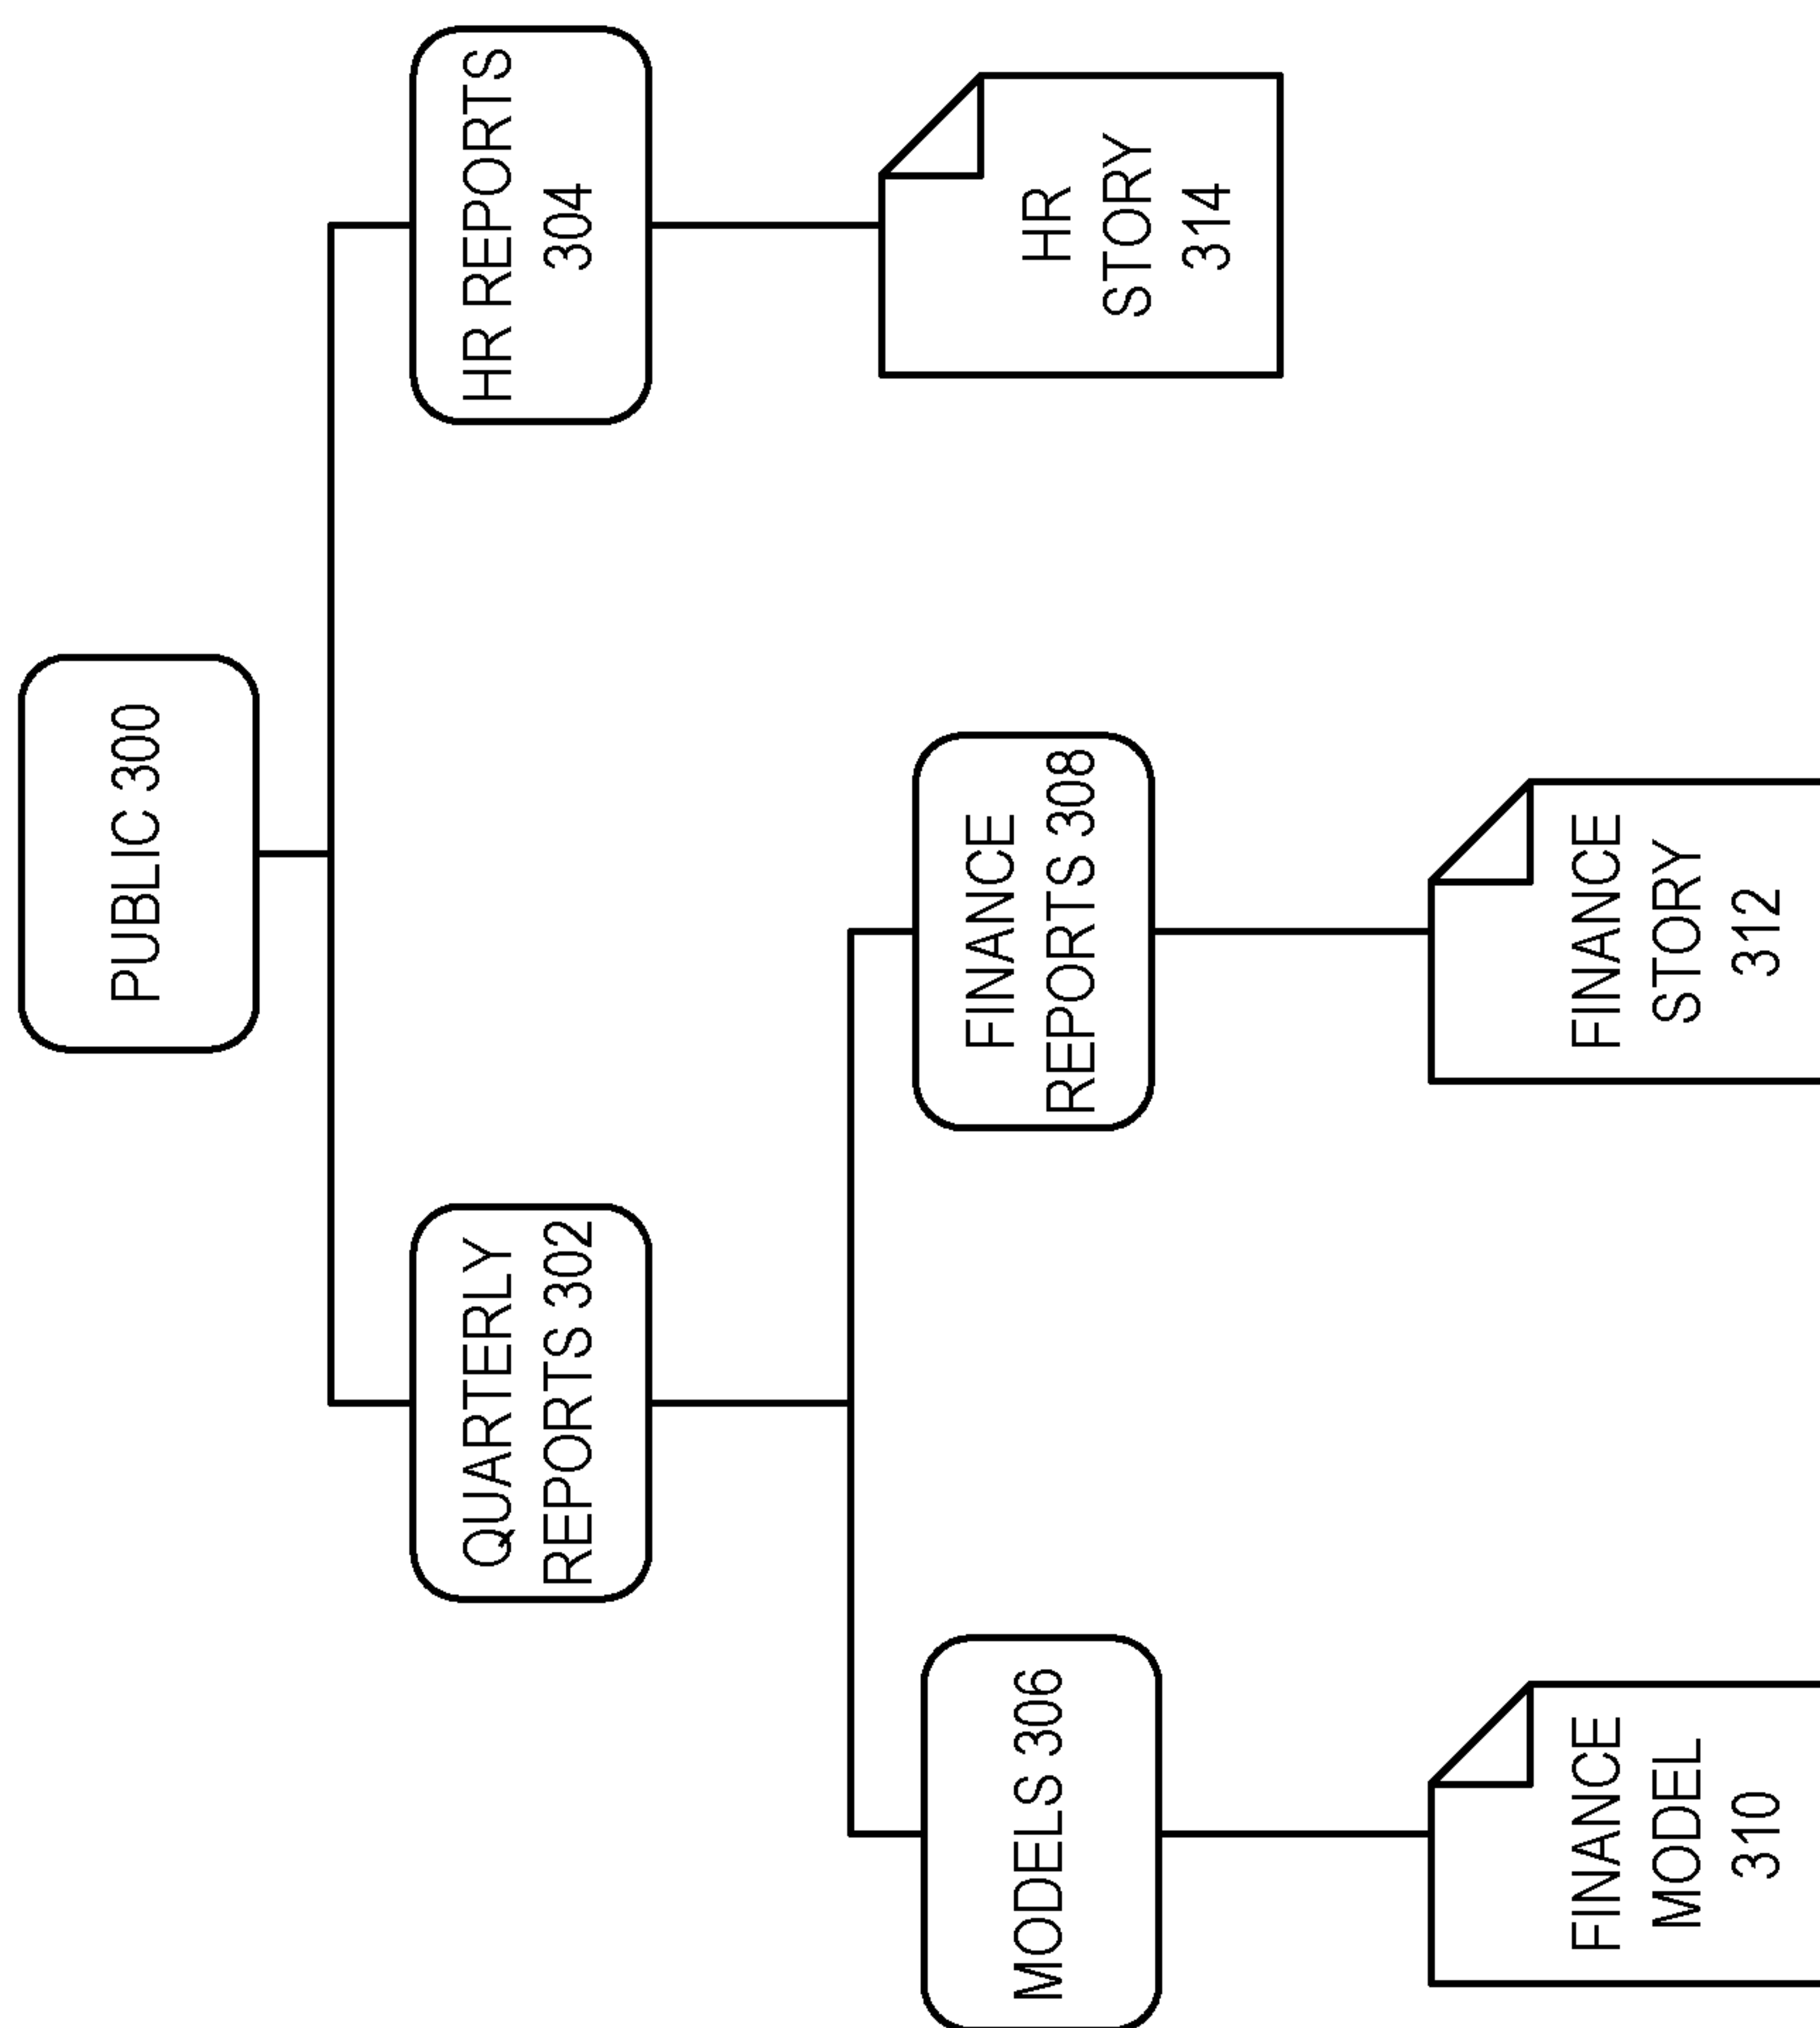 PUBLIC 300
QUARTERLY
REPORTS 302
HR REPORTS
304
MODELS 306
FINANCE
REPORTS 308
HR
STORY
314
FINANCE
MODEL
310
FINANCE
STORY
312